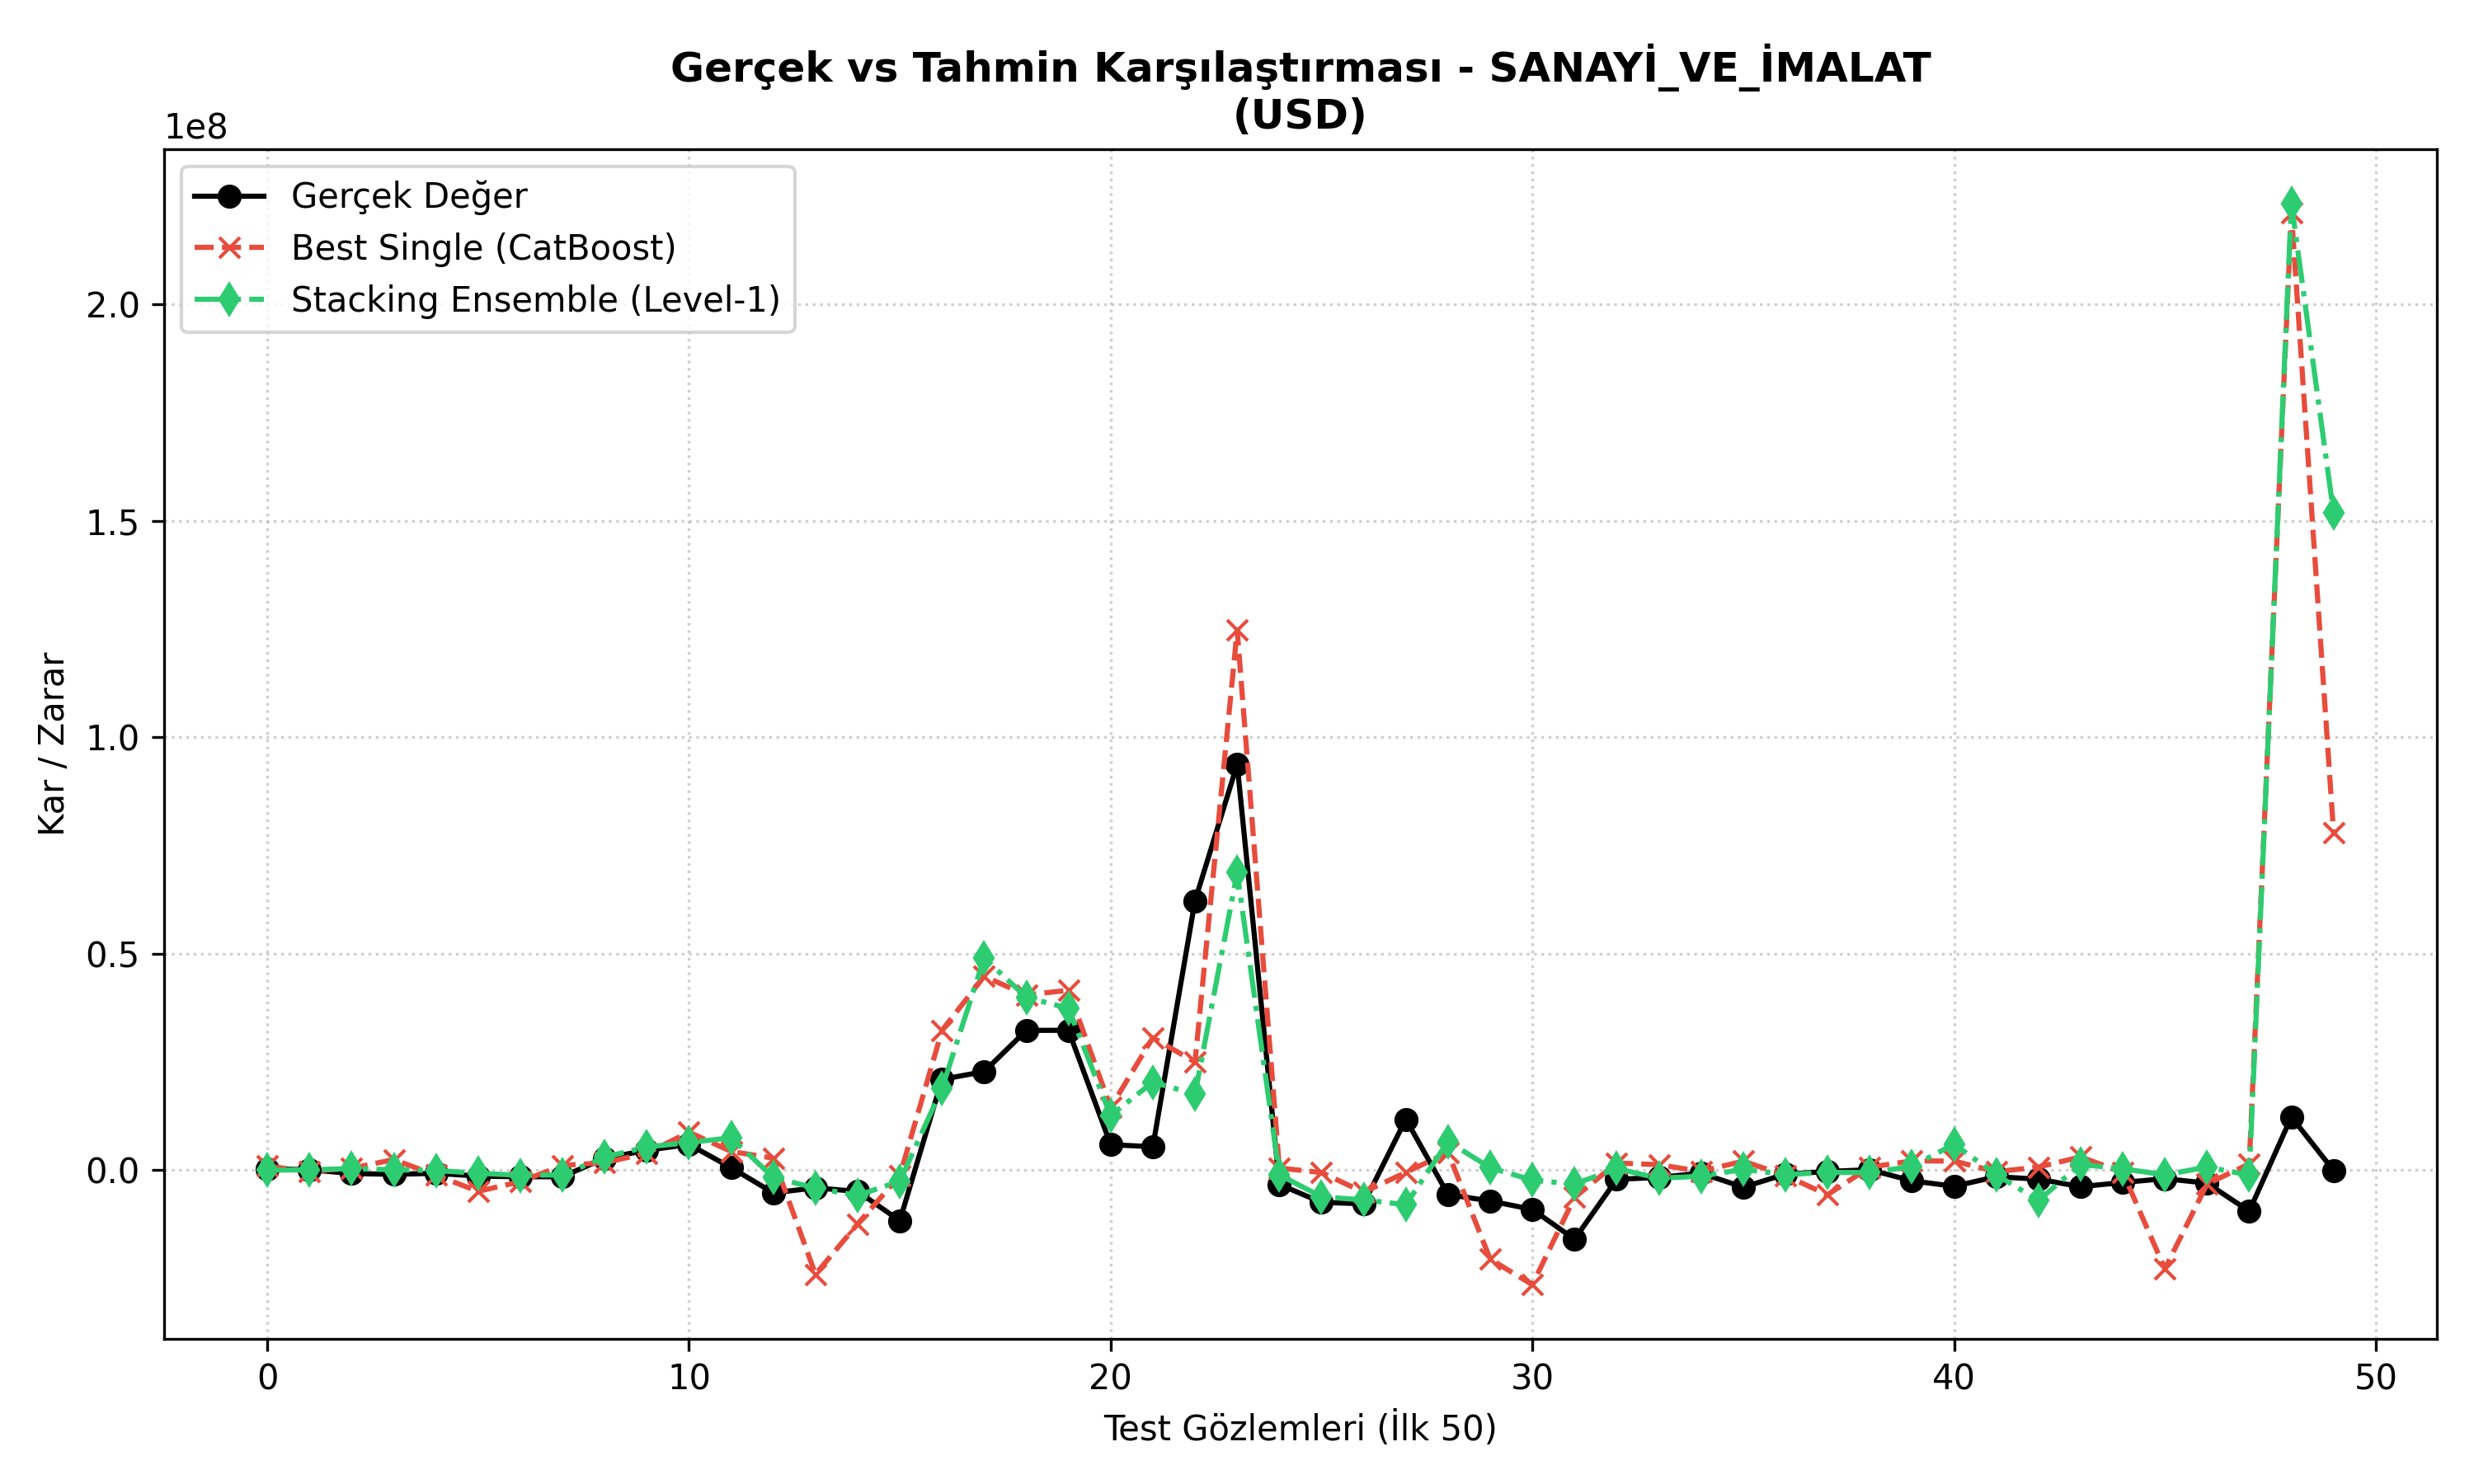 Gerçek vs Tahmin Karşılaştırması - SANAYİ_VE_İMALAT
(USD)
1e8
Gerçek Değer
Best Single (CatBoost)
Stacking Ensemble (Level-1)
2.0
1.5
1.0
0.5
0.0
Kar / Zarar
0 10 20 30 40 50
Test Gözlemleri (İlk 50)